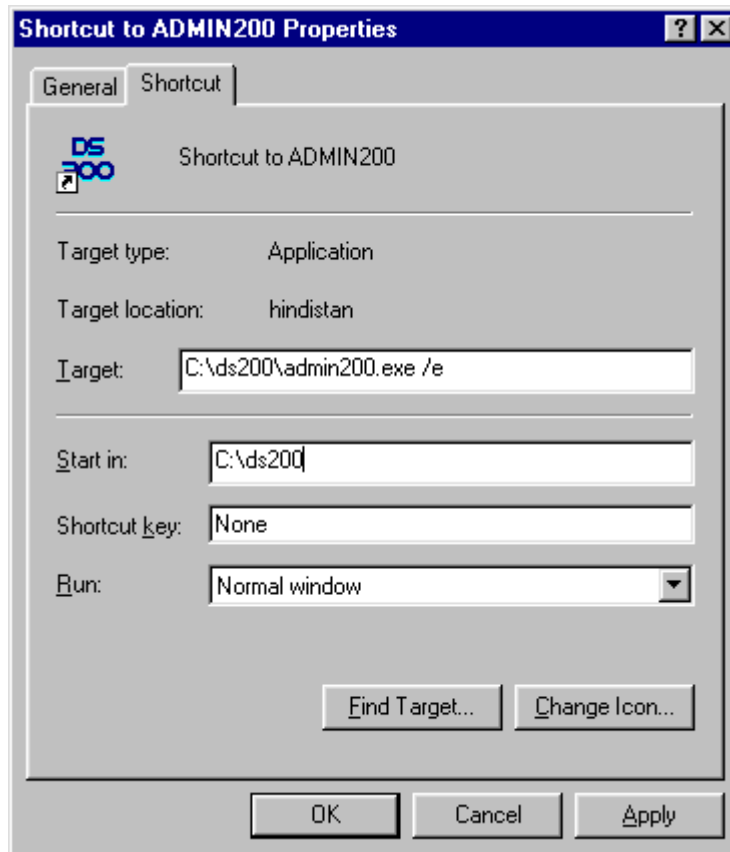 Shortcut to ADMIN200 Properties
General Shortcut
DS
200
Shortcut to ADMIN200
Target type: Application
Target location: hindistan
Target: C:\ds200\admin200.exe /e
Start in: C:\ds200
Shortcut key: None
Run: Normal window
Find Target... Change Icon...
OK Cancel Apply